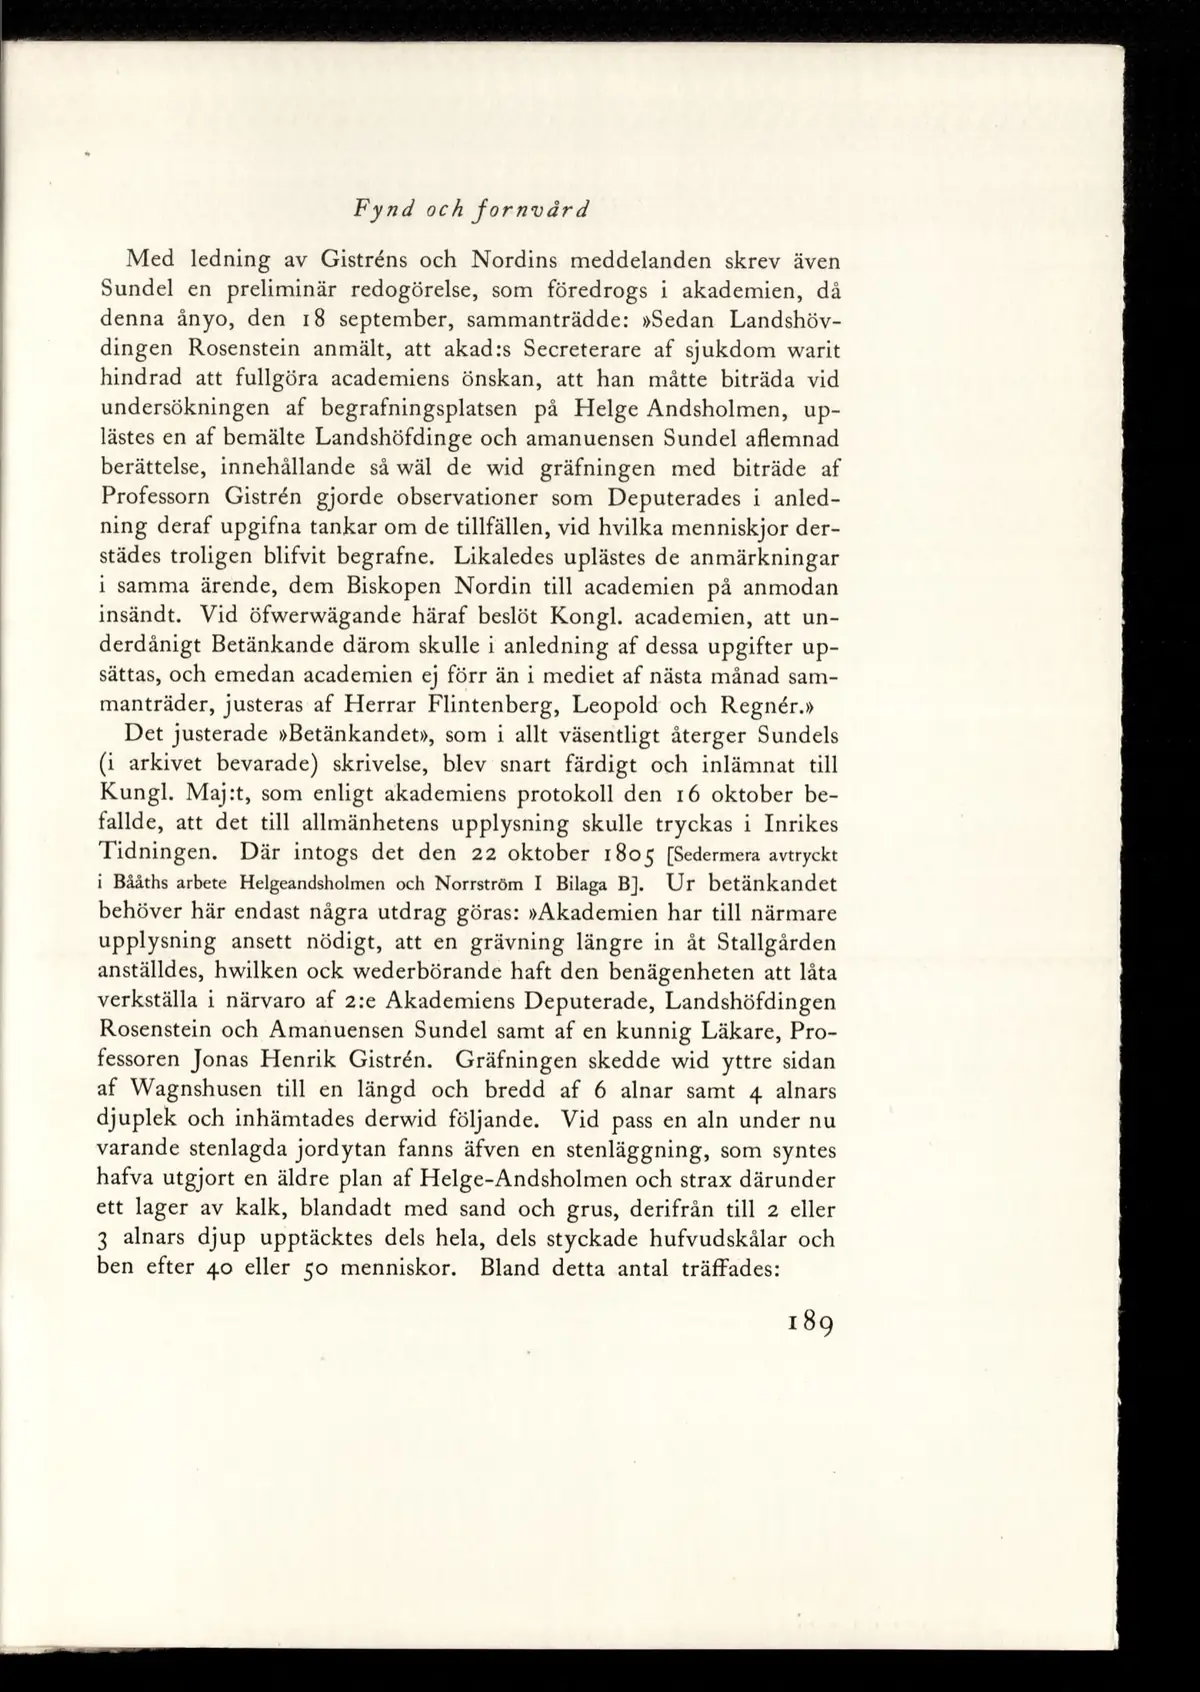 Fynd och fornvård
Med ledning av Gistréns och Nordins meddelanden skrev även
Sundel en preliminär redogörelse, som föredrogs i akademien, då
denna ånyo, den 18 september, sammanträdde: »Sedan Landshöv-
dingen Rosenstein anmält, att akad:s Secreterare af sjukdom warit
hindrad att fullgöra academiens önskan, att han måtte biträda vid
undersökningen af begrafningsplatsen på Helge Andsholmen, up-
lästes en af bemälte Landshöfdinge och amanuensen Sundel aflemnad
berättelse, innehållande så wäl de wid gräfningen med biträde af
Professorn Gistrén gjorde observationer som Deputerades i anled-
ning deraf upgifna tankar om de tillfällen, vid hvilka menniskjor der-
städes troligen blifvit begrafne. Likaledes uplästes de anmärkningar
i samma ärende, dem Biskopen Nordin till academien på anmodan
insändt. Vid öfwerwägande häraf beslöt Kongl. academien, att un-
derdånigt Betänkande därom skulle i anledning af dessa upgifter up-
sättas, och emedan academien ej förr än i mediet af nästa månad sam-
manträder, justeras af Herrar Flintenberg, Leopold och Regnér.»
Det justerade »Betänkandet», som i allt väsentligt återger Sundels
(i arkivet bevarade) skrivelse, blev snart färdigt och inlämnat till
Kungl. Maj:t, som enligt akademiens protokoll den 16 oktober be-
fallde, att det till allmänhetens upplysning skulle tryckas i Inrikes
Tidningen. Där intogs det den 22 oktober 1805 [Sedermera avtryckt
i Bååths arbete Helgeandsholmen och Norrström I Bilaga B]. Ur betänkandet
behöver här endast några utdrag göras: »Akademien har till närmare
upplysning ansett nödigt, att en grävning längre in åt Stallgården
anställdes, hwilken ock wederbörande haft den benägenheten att låta
verkställa i närvaro af 2:e Akademiens Deputerade, Landshöfdingen
Rosenstein och Amanuensen Sundel samt af en kunnig Läkare, Pro-
fessoren Jonas Henrik Gistrén. Gräfningen skedde wid yttre sidan
af Wagnshusen till en längd och bredd af 6 alnar samt 4 alnars
djuplek och inhämtades derwid följande. Vid pass en aln under nu
varande stenlagda jordytan fanns äfven en stenläggning, som syntes
hafva utgjort en äldre plan af Helge-Andsholmen och strax därunder
ett lager av kalk, blandadt med sand och grus, derifrån till 2 eller
3 alnars djup upptäcktes dels hela, dels styckade hufvudskålar och
ben efter 40 eller 50 menniskor. Bland detta antal träffades:
189